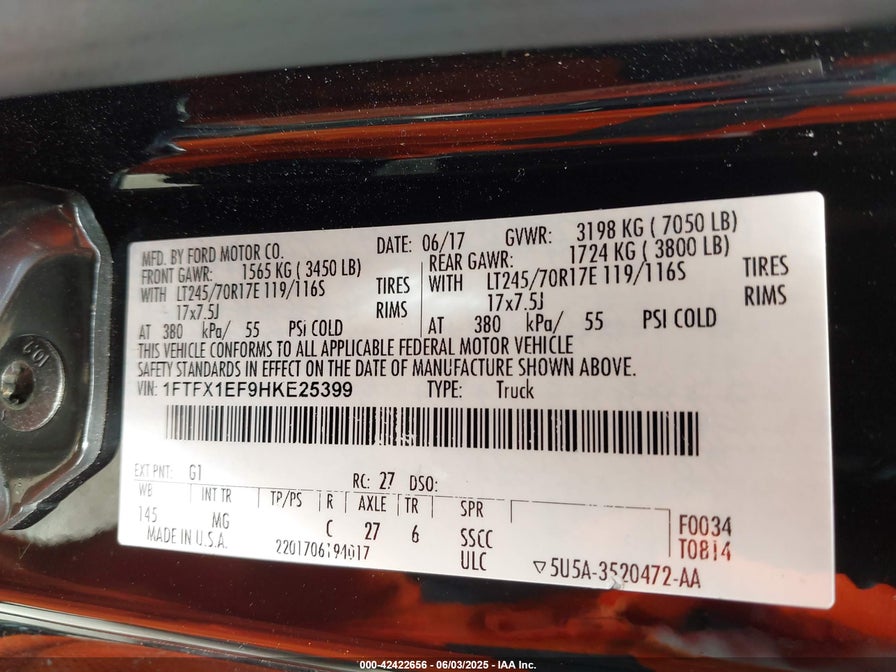 MFD. BY FORD MOTOR CO. DATE: 06/17 GVWR: 3198 KG ( 7050 LB)
FRONT GAWR: 1565 KG ( 3450 LB) REAR GAWR: 1724 KG ( 3800 LB)
WITH LT245/70R17E 119/116S TIRES WITH LT245/70R17E 119/116S TIRES
17x7.5J RIMS 17x7.5J RIMS
AT 380 kPa/ 55 PSi COLD AT 380 kPa/ 55 PSI COLD
THIS VEHICLE CONFORMS TO ALL APPLICABLE FEDERAL MOTOR VEHICLE
SAFETY STANDARDS IN EFFECT ON THE DATE OF MANUFACTURE SHOWN ABOVE.
VIN: 1FTFX1EF9HKE25399 TYPE: Truck
EXT PNT: G1 RC: 27 DSO:
WB INT TR TP/PS R AXLE TR SPR
145 MG C 27 6 SSCC F0034
MADE IN U.S.A. 2201706194017 ULC T0814
▽5U5A-3520472-AA
10.9
000-42422656 - 06/03/2025 - IAA Inc.